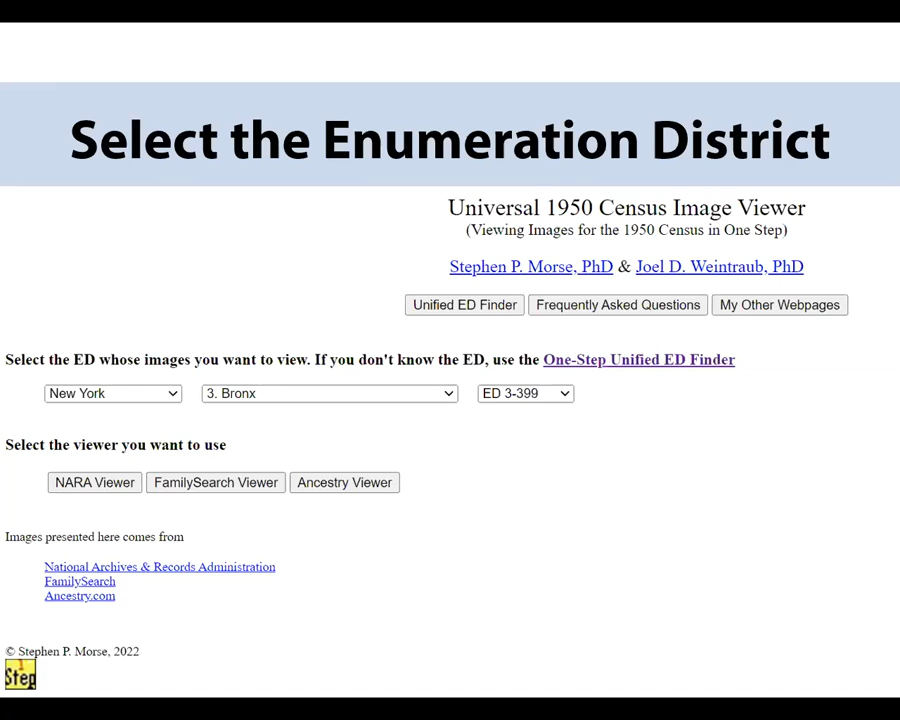 Select the Enumeration District
Universal 1950 Census Image Viewer
(Viewing Images for the 1950 Census in One Step)
Stephen P. Morse, PhD & Joel D. Weintraub, PhD
Unified ED Finder Frequently Asked Questions My Other Webpages
Select the ED whose images you want to view. If you don't know the ED, use the One-Step Unified ED Finder
New York 3. Bronx ED 3-399
Select the viewer you want to use
NARA Viewer FamilySearch Viewer Ancestry Viewer
Images presented here comes from
National Archives & Records Administration
FamilySearch
Ancestry.com
© Stephen P. Morse, 2022
1
Step